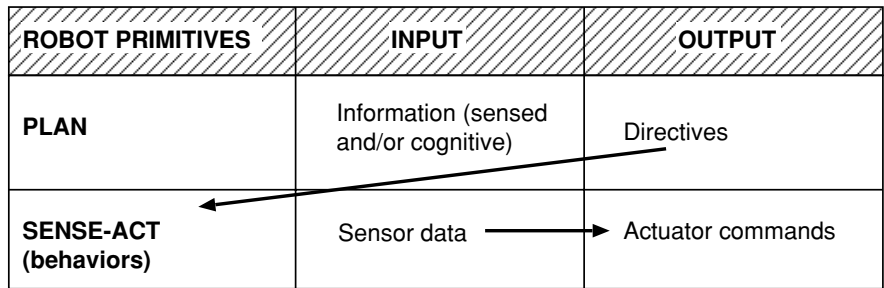 ROBOT PRIMITIVES INPUT OUTPUT
PLAN
Information (sensed
and/or cognitive)
Directives
SENSE-ACT
(behaviors)
Sensor data
Actuator commands